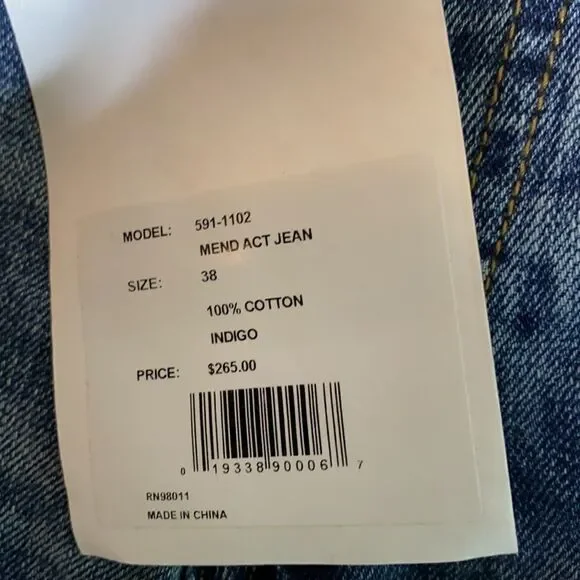 MODEL: 591-1102
MEND ACT JEAN
SIZE: 38
100% COTTON
INDIGO
PRICE: $265.00
0 19338 90006 7
RN98011
MADE IN CHINA